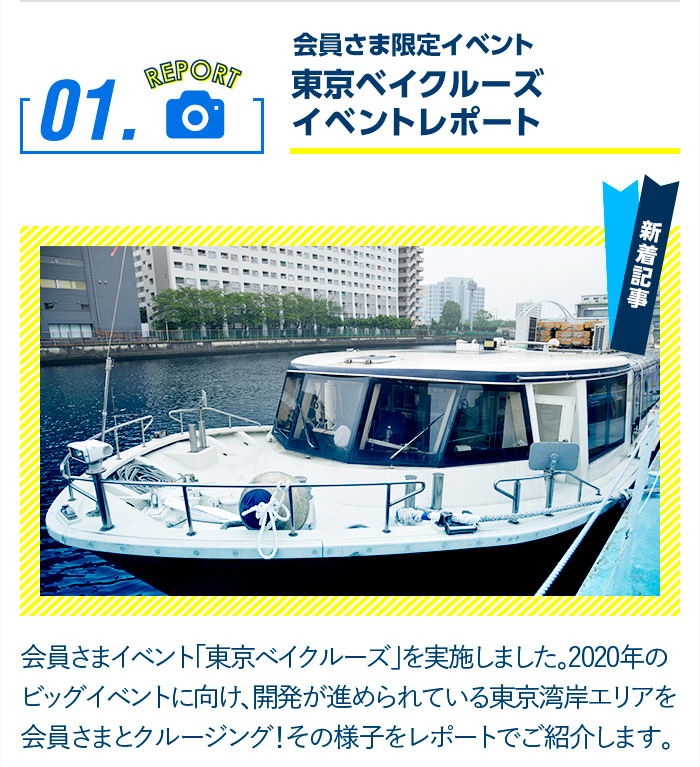 会員さま限定イベント
01.
REPORT
東京ベイクルーズ
イベントレポート
新着記事
会員さまイベント「東京ベイクルーズ」を実施しました。2020年の
ビッグイベントに向け、開発が進められている東京湾岸エリアを
会員さまとクルージング！その様子をレポートでご紹介します。